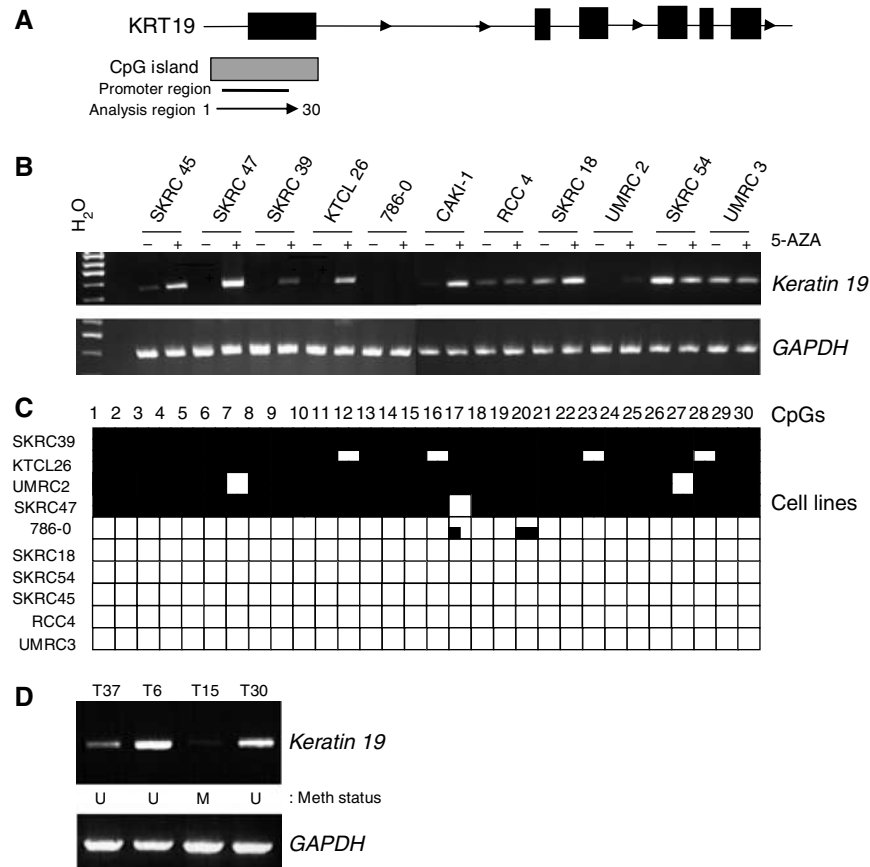 A
KRT19
CpG island
Promoter region
Analysis region 1 30
B
H2O
SKRC 45 SKRC 47 SKRC 39 KTCL 26 786-0 CAKI-1 RCC 4 SKRC 18 UMRC 2 SKRC 54 UMRC 3
– + – + – + – + – + – + – + – + – + – + – + 5-AZA
Keratin 19
GAPDH
C
1 2 3 4 5 6 7 8 9 10 11 12 13 14 15 16 17 18 19 20 21 22 23 24 25 26 27 28 29 30 CpGs
SKRC39
KTCL26
UMRC2
SKRC47
Cell lines
786-0
SKRC18
SKRC54
SKRC45
RCC4
UMRC3
D
T37 T6 T15 T30
Keratin 19
U U M U : Meth status
GAPDH